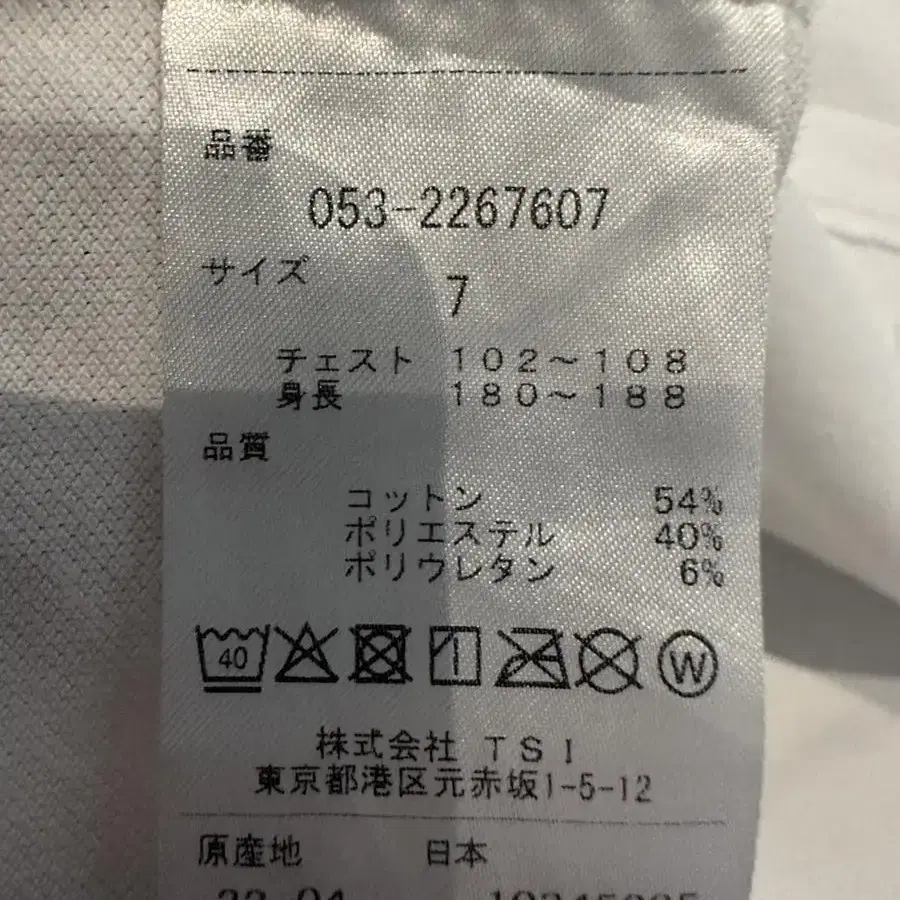 品番
053-2267607
サイズ
7
チェスト 102~108
身長 180~188
品質
コットン 54%
ポリエステル 40%
ポリウレタン 6%
40
W
株式会社 TSI
東京都港区元赤坂1-5-12
原産地 日本